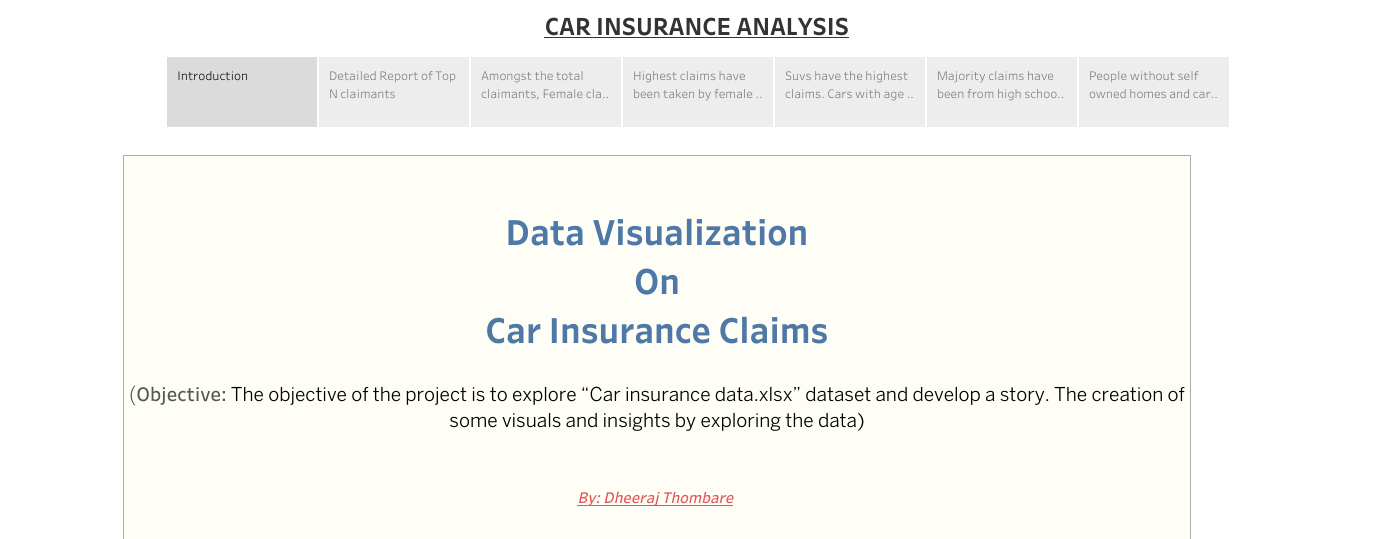 CAR INSURANCE ANALYSIS
Introduction
Detailed Report of Top
N claimants
Amongst the total
claimants, Female cla..
Highest claims have
been taken by female ..
Suvs have the highest
claims. Cars with age ..
Majority claims have
been from high schoo..
People without self
owned homes and car..
Data Visualization
On
Car Insurance Claims
(Objective: The objective of the project is to explore “Car insurance data.xlsx” dataset and develop a story. The creation of
some visuals and insights by exploring the data)
By: Dheeraj Thombare